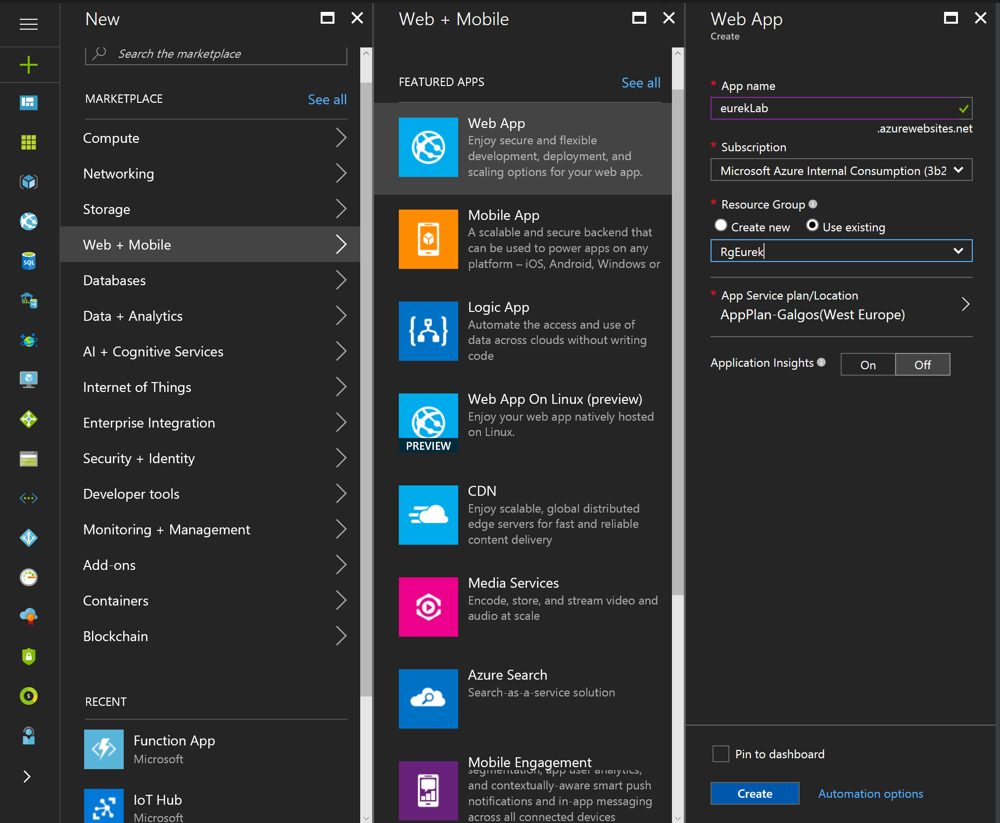 New
Search the marketplace
MARKETPLACE
See all
Compute
Networking
Storage
Web + Mobile
Databases
Data + Analytics
AI + Cognitive Services
Internet of Things
Enterprise Integration
Security + Identity
Developer tools
Monitoring + Management
Add-ons
Containers
Blockchain
RECENT
Function App
Microsoft
IoT Hub
Microsoft
SQL
SQL
$
Web + Mobile
FEATURED APPS
See all
Web App
Enjoy secure and flexible
development, deployment, and
scaling options for your web app.
Mobile App
A scalable and secure backend that
can be used to power apps on any
platform – iOS, Android, Windows or
Logic App
Automate the access and use of
data across clouds without writing
code
Web App On Linux (preview)
Enjoy your web app natively hosted
on Linux.
PREVIEW
CDN
Enjoy scalable, global distributed
edge servers for fast and reliable
content delivery
Media Services
Encode, store, and stream video and
audio at scale
Azure Search
Search-as-a-service solution
Mobile Engagement
segmentation, app user analytics,
and contextually-aware smart push
notifications and in-app messaging
across all connected devices
Web App
Create
* App name
eurekLab
.azurewebsites.net
* Subscription
Microsoft Azure Internal Consumption (3b2
* Resource Group
Create new
Use existing
RgEurek
* App Service plan/Location
AppPlan-Galgos(West Europe)
Application Insights
On
Off
Pin to dashboard
Create
Automation options